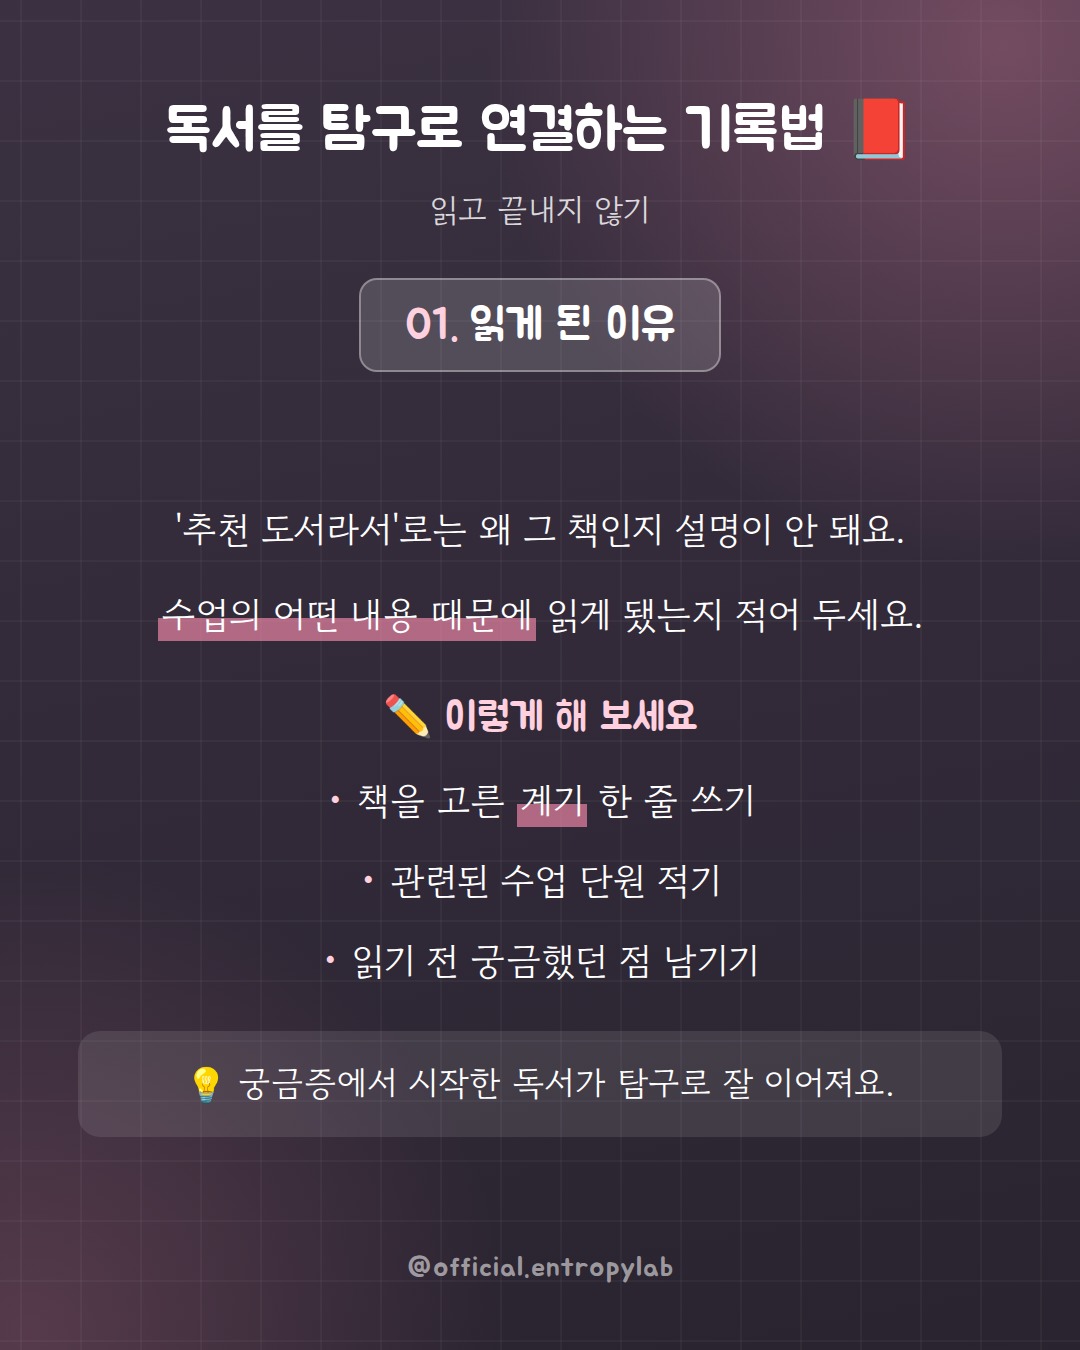 독서를 탐구로 연결하는 기록법 📕
읽고 끝내지 않기
01. 읽게 된 이유
'추천 도서라서'로는 왜 그 책인지 설명이 안 돼요.
수업의 어떤 내용 때문에 읽게 됐는지 적어 두세요.
✏️ 이렇게 해 보세요
• 책을 고른 계기 한 줄 쓰기
• 관련된 수업 단원 적기
• 읽기 전 궁금했던 점 남기기
💡 궁금증에서 시작한 독서가 탐구로 잘 이어져요.
@official.entropylab